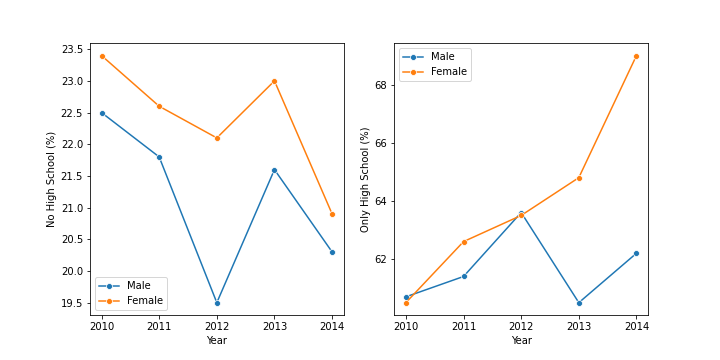 23.5
23.0
22.5
22.0
21.5
21.0
20.5
20.0
19.5
No High School (%)
Male
Female
2010 2011 2012 2013 2014
Year
68
66
64
62
Only High School (%)
Male
Female
2010 2011 2012 2013 2014
Year